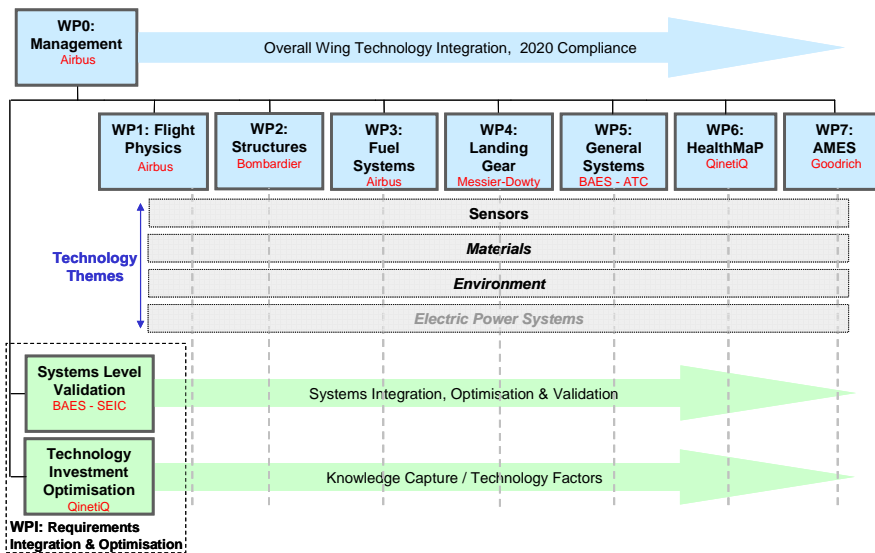 WP0:
Management
Airbus
Overall Wing Technology Integration, 2020 Compliance
WP1: Flight
Physics
Airbus
WP2:
Structures
Bombardier
WP3:
Fuel
Systems
Airbus
WP4:
Landing
Gear
Messier-Dowty
WP5:
General
Systems
BAES - ATC
WP6:
HealthMaP
QinetiQ
WP7:
AMES
Goodrich
Technology
Themes
Sensors
Materials
Environment
Electric Power Systems
Systems Level
Validation
BAES - SEIC
Systems Integration, Optimisation & Validation
Technology
Investment
Optimisation
QinetiQ
Knowledge Capture / Technology Factors
WPI: Requirements
Integration & Optimisation